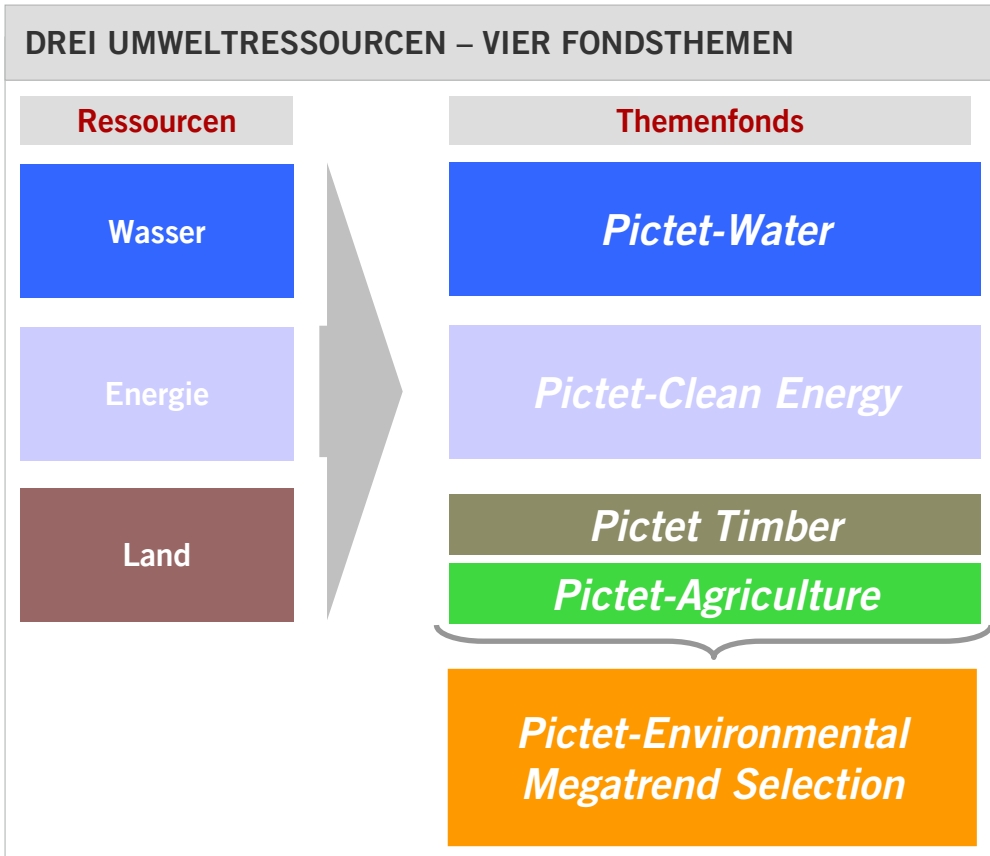 DREI UMWELTRESSOURCEN – VIER FONDSTHEMEN
Ressourcen
Themenfonds
Wasser
Pictet-Water
Energie
Pictet-Clean Energy
Land
Pictet Timber
Pictet-Agriculture
Pictet-Environmental
Megatrend Selection